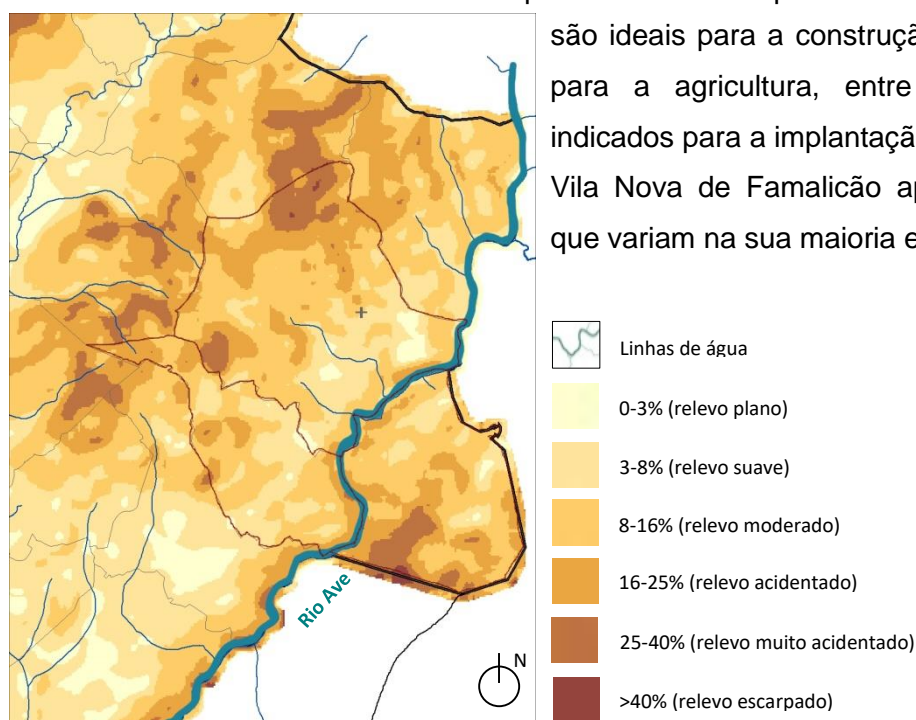 são ideais para a construçã
para a agricultura, entre
indicados para a implantaçã
Vila Nova de Famalicão ap
que variam na sua maioria e
Linhas de água
0-3% (relevo plano)
3-8% (relevo suave)
8-16% (relevo moderado)
16-25% (relevo acidentado)
Rio Ave
N
25-40% (relevo muito acidentado)
>40% (relevo escarpado)